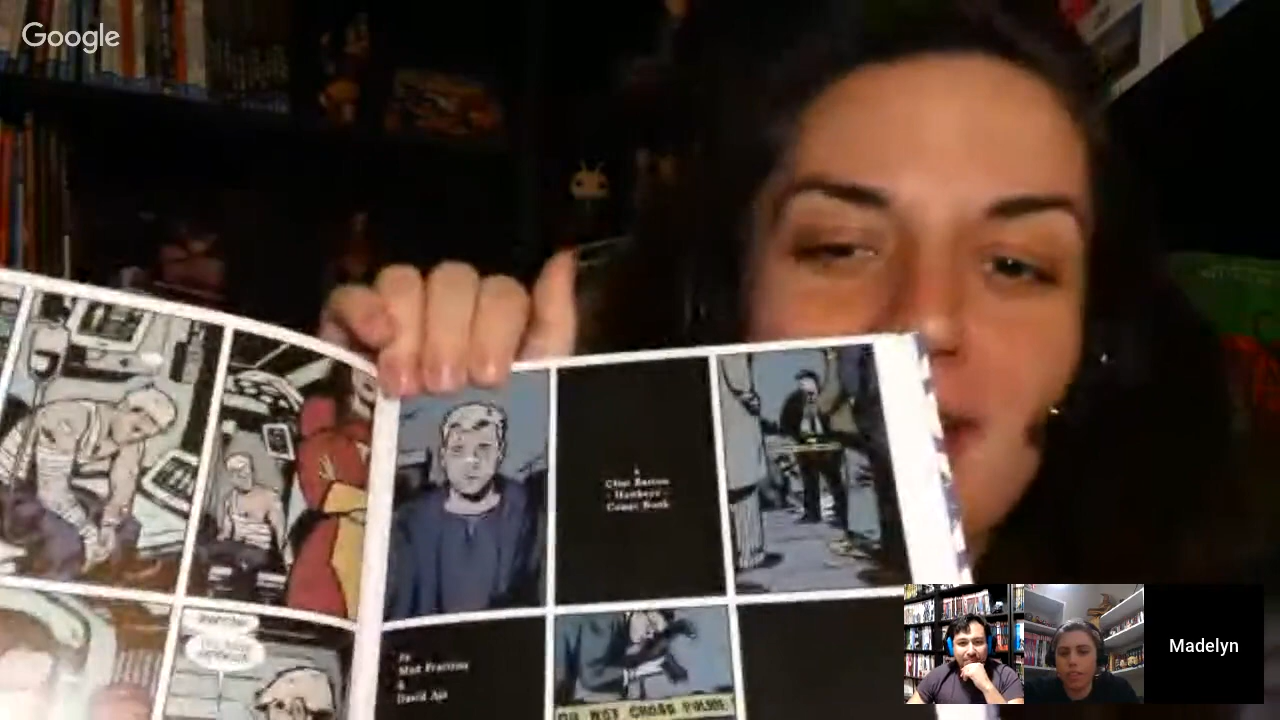 Google
A
Clint Barton
- Hawkeye -
Comic Book
By
Matt Fraction
&
David Aja
DO NOT CROSS POLICE
Madelyn